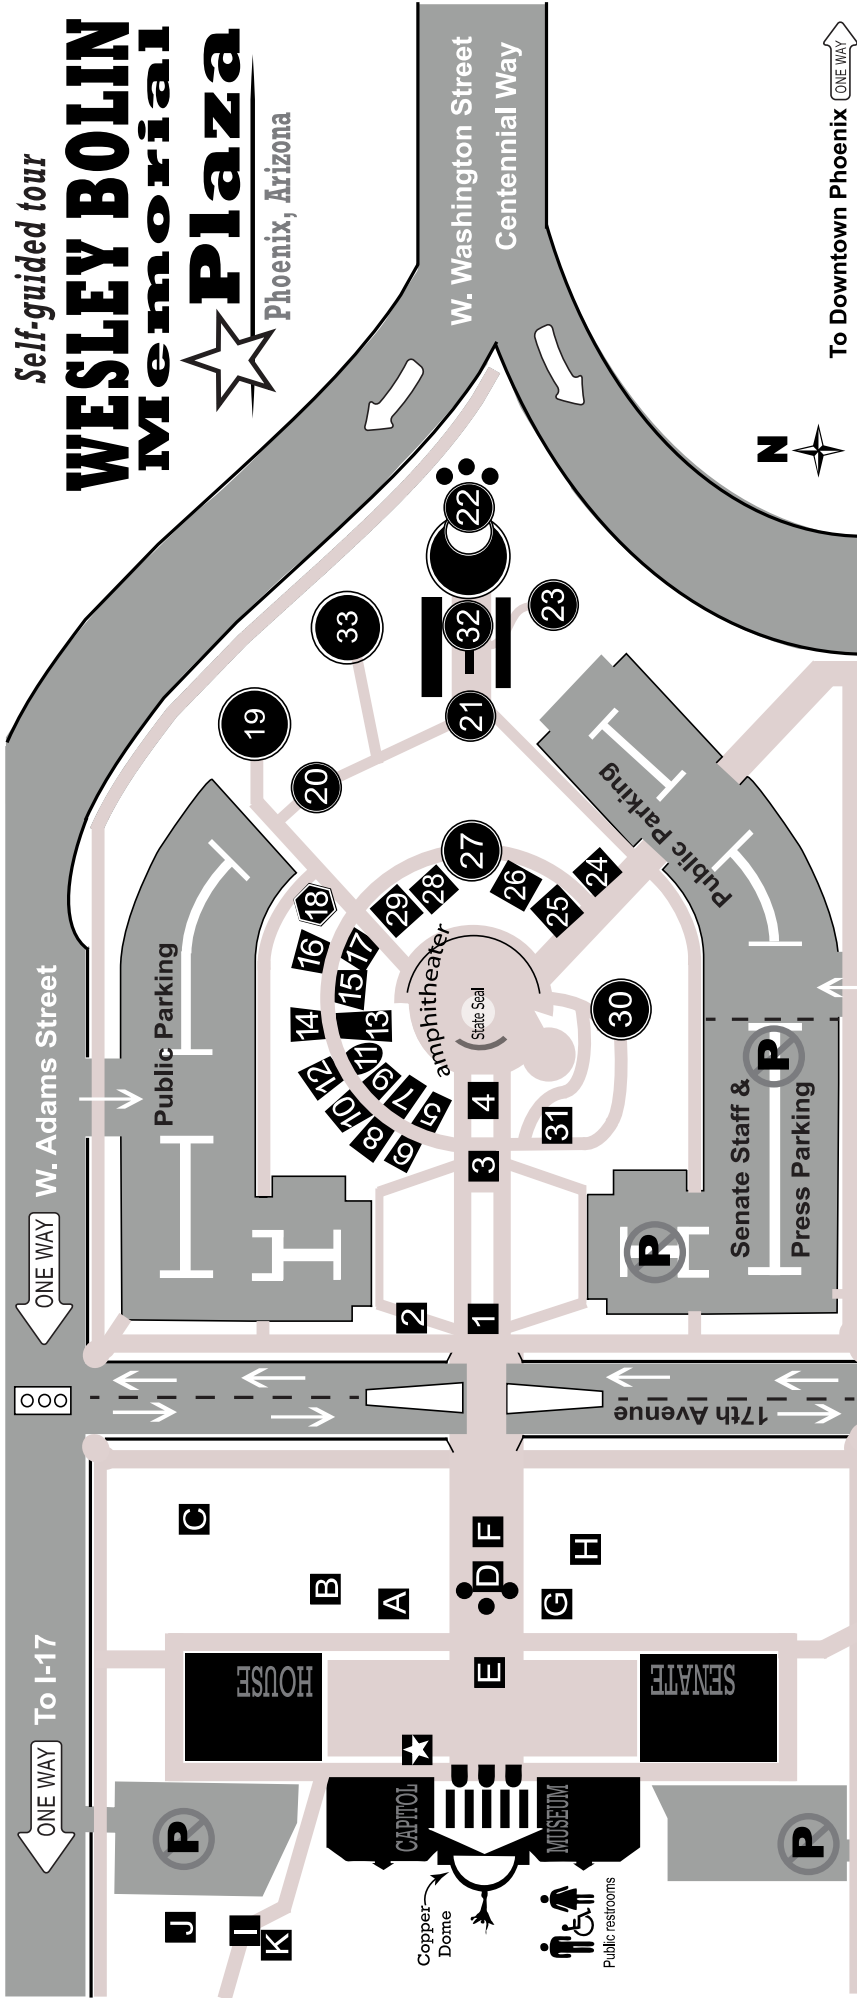 Self-guided tour
WESLEY BOLIN
Memorial
Plaza
Phoenix, Arizona
W. Washington Street
Centennial Way
To Downtown Phoenix
ONE WAY
N
W. Adams Street
ONE WAY
To I-17
ONE WAY
17th Avenue
Public Parking
Public Parking
Senate Staff &
Press Parking
P
P
P
P
amphitheater
State Seal
1
2
3
4
5
6
7
8
9
10
11
12
13
14
15
16
17
18
19
20
21
22
23
24
25
26
27
28
29
30
31
32
33
A
B
C
D
E
F
G
H
I
J
K
HOUSE
SENATE
CAPITOL
MUSEUM
Copper
Dome
Public restrooms